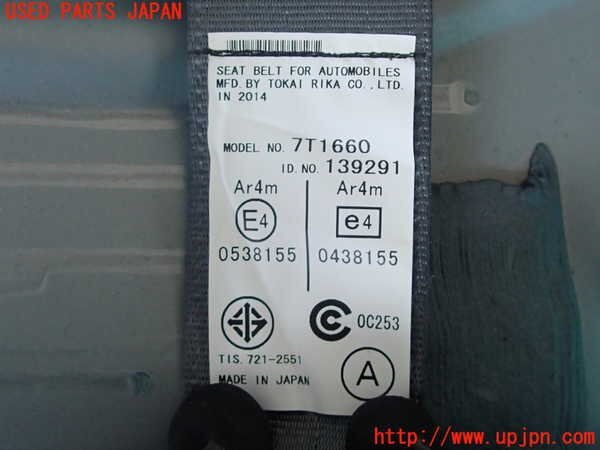 USED PARTS JAPAN
SEAT BELT FOR AUTOMOBILES
MFD. BY TOKAI RIKA CO., LTD.
IN 2014
MODEL NO. 7T1660
ID. NO. 139291
Ar4m Ar4m
E4 e4
0538155 0438155
CCC 0C253
TIS. 721-2551
MADE IN JAPAN
A
http://www.upjpn.com/